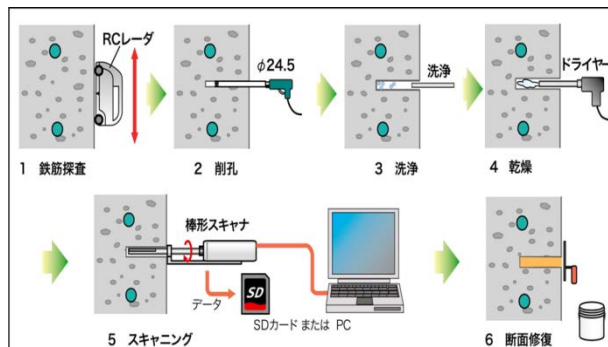 RCレーダ
1 鉄筋探査
φ24.5
2 削孔
洗浄
3 洗浄
ドライヤー
4 乾燥
棒形スキャナ
データ
SD
SDカード または PC
5 スキャニング
6 断面修復